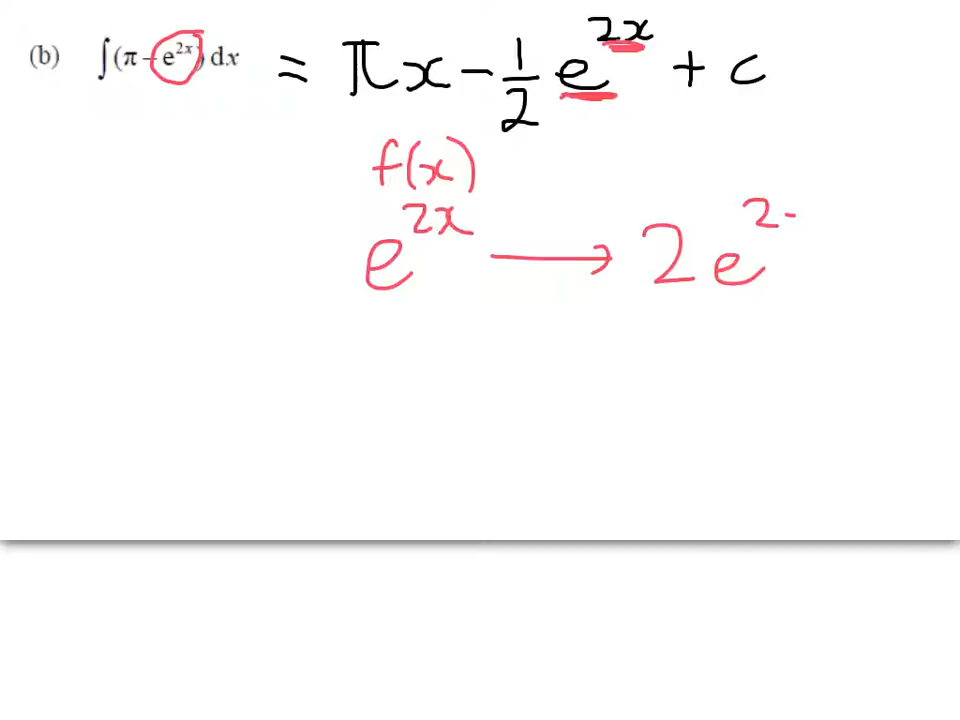 (b) ∫(π − e^{2x}) dx = πx − 1/2 e^{2x} + c
f(x)
e^{2x} → 2e^{2-